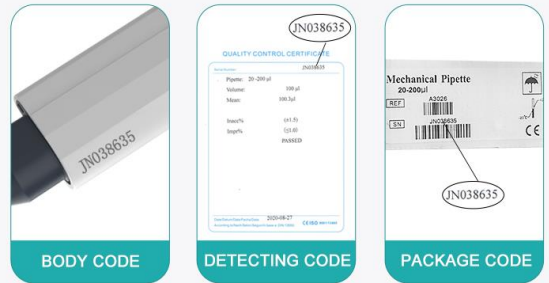 JN038635
BODY CODE
JN038635
QUALITY CONTROL CERTIFICATE
JN038635
Pipette: 20 -200 μl
Volume: 100 μl
Mean: 100.3μl
Inacc% (±1.5)
Impr% (≤1.0)
PASSED
2020-08-27
DETECTING CODE
Mechanical Pipette
20-200μl
REF
A3026
SN
JN038635
CE
JN038635
PACKAGE CODE